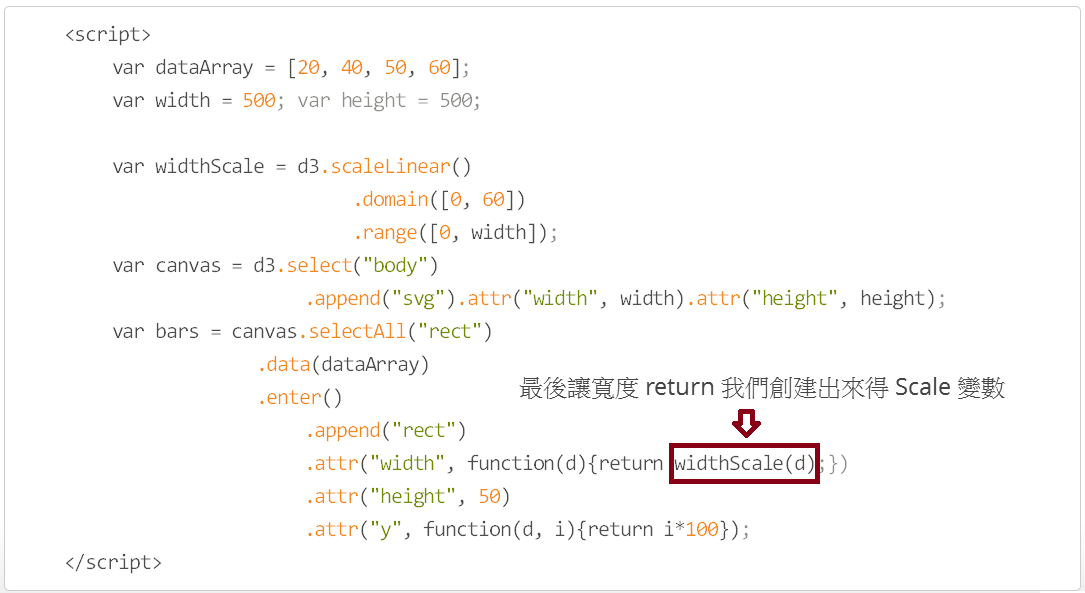 <script>
var dataArray = [20, 40, 50, 60];
var width = 500; var height = 500;
var widthScale = d3.scaleLinear()
.domain([0, 60])
.range([0, width]);
var canvas = d3.select("body")
.append("svg").attr("width", width).attr("height", height);
var bars = canvas.selectAll("rect")
.data(dataArray)
最後讓寬度 return 我們創建出來得 Scale 變數
.enter()
.append("rect")
.attr("width", function(d){return widthScale(d);})
.attr("height", 50)
.attr("y", function(d, i){return i*100});
</script>